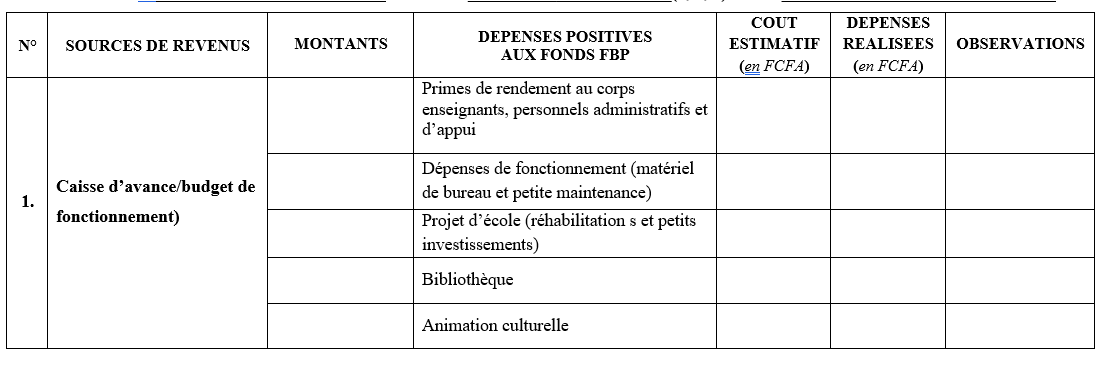 N°
SOURCES DE REVENUS
MONTANTS
DEPENSES POSITIVES
AUX FONDS FBP
COUT
ESTIMATIF
(en FCFA)
DEPENSES
REALISEES
(en FCFA)
OBSERVATIONS
1.
Caisse d’avance/budget de
fonctionnement)
Primes de rendement au corps
enseignants, personnels administratifs et
d’appui
Dépenses de fonctionnement (matériel
de bureau et petite maintenance)
Projet d’école (réhabilitation s et petits
investissements)
Bibliothèque
Animation culturelle